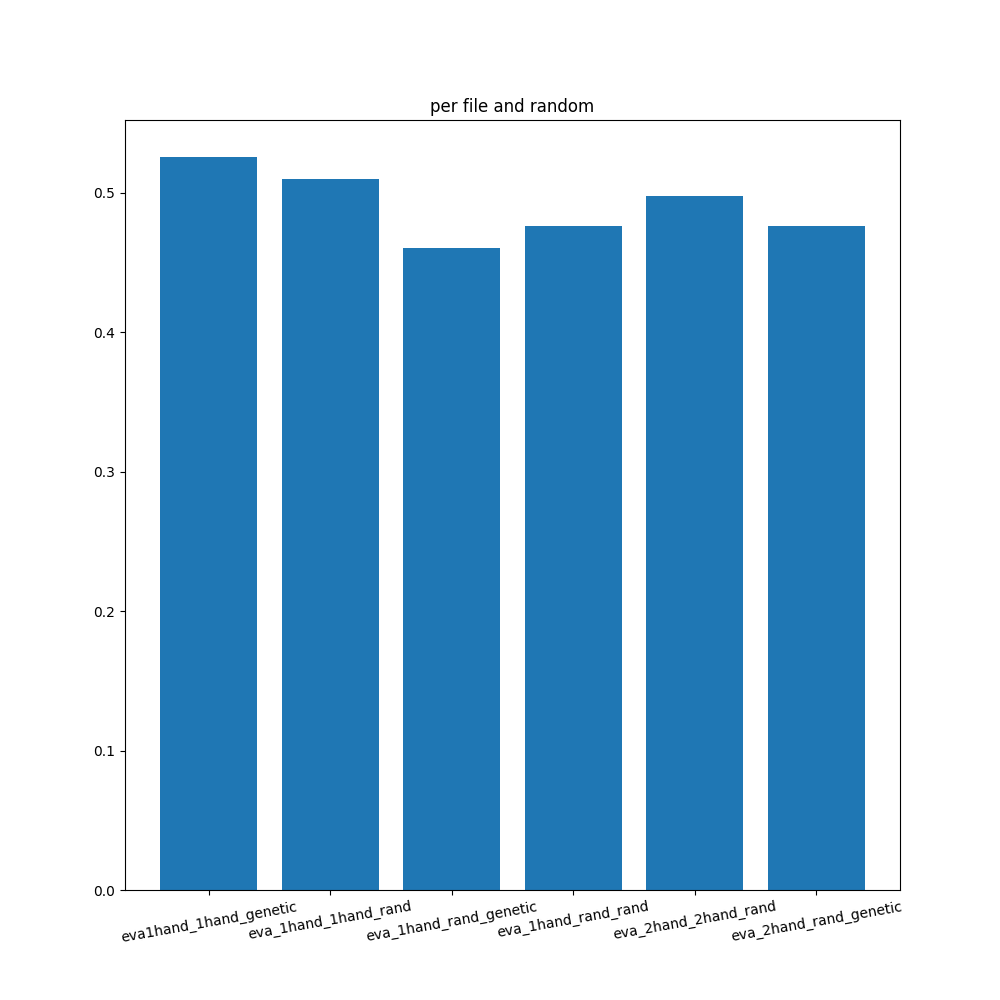 per file and random
0.5
0.4
0.3
0.2
0.1
0.0
eva1hand_1hand_genetic
eva_1hand_1hand_rand
eva_1hand_rand_genetic
eva_1hand_rand_rand
eva_2hand_2hand_rand
eva_2hand_rand_genetic